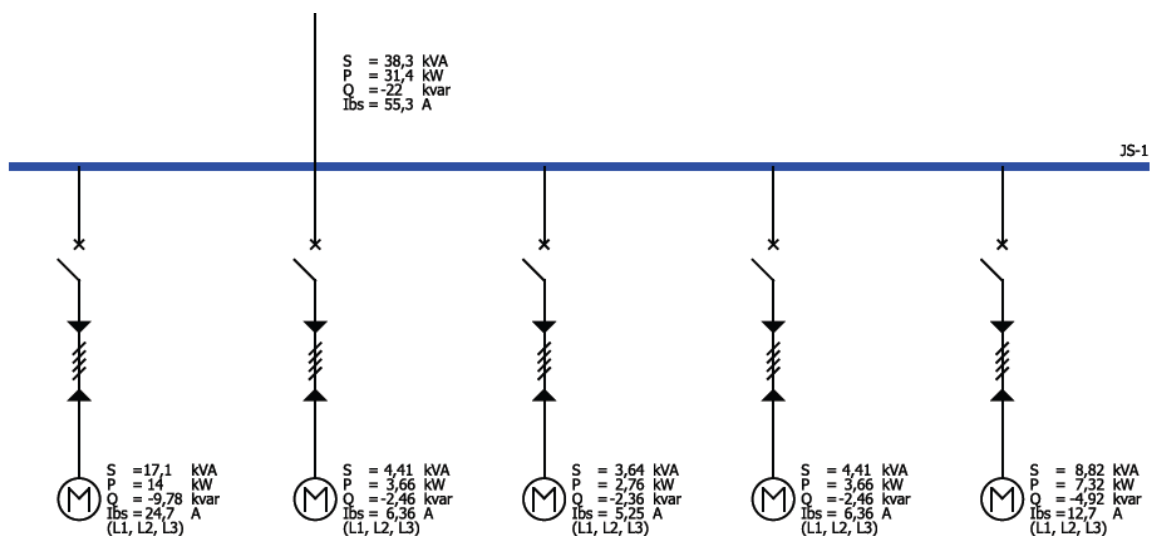 S = 38,3 kVA
P = 31,4 kW
Q =-22 kvar
Ibs = 55,3 A
JS-1
S =17,1 kVA
P = 14 kW
Q = -9,78 kvar
Ibs = 24,7 A
(L1, L2, L3)
M
S = 4,41 kVA
P = 3,66 kW
Q = -2,46 kvar
Ibs = 6,36 A
(L1, L2, L3)
M
S = 3,64 kVA
P = 2,76 kW
Q = -2,36 kvar
Ibs = 5,25 A
(L1, L2, L3)
M
S = 4,41 kVA
P = 3,66 kW
Q = -2,46 kvar
Ibs = 6,36 A
(L1, L2, L3)
M
S = 8,82 kVA
P = 7,32 kW
Q = -4,92 kvar
Ibs = 12,7 A
(L1, L2, L3)
M